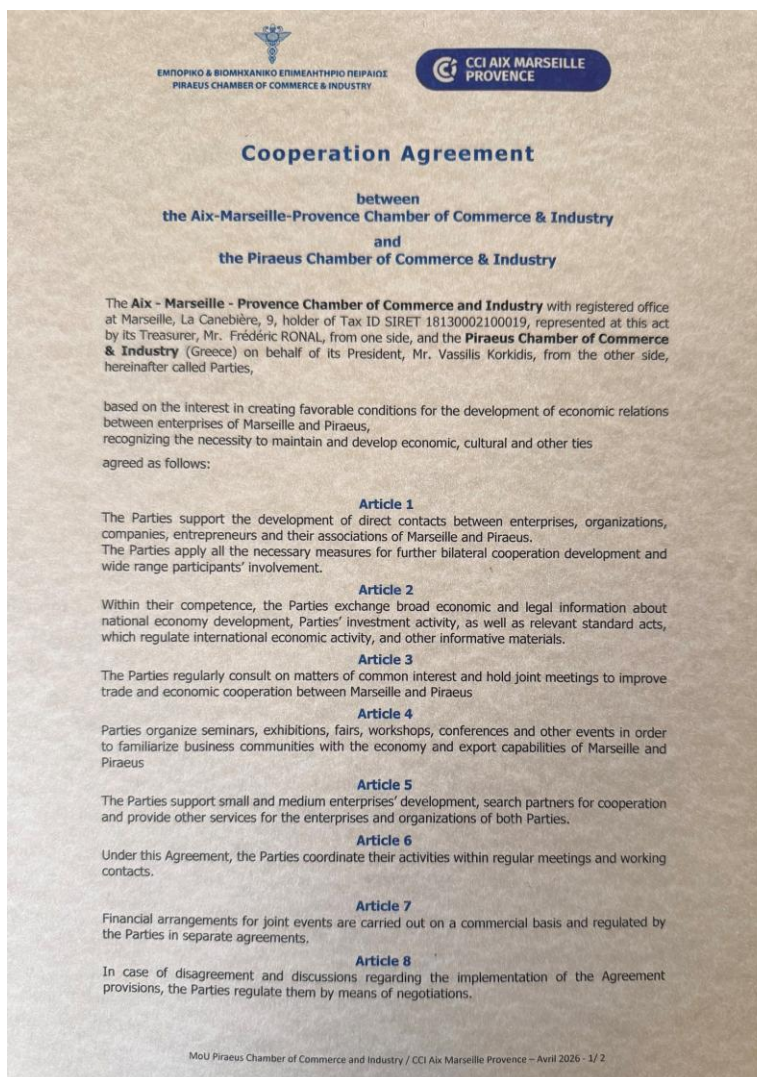 ΕΜΠΟΡΙΚΟ & ΒΙΟΜΗΧΑΝΙΚΟ ΕΠΙΜΕΛΗΤΗΡΙΟ ΠΕΙΡΑΙΩΣ
PIRAEUS CHAMBER OF COMMERCE & INDUSTRY
CCI AIX MARSEILLE
PROVENCE
Cooperation Agreement
between
the Aix-Marseille-Provence Chamber of Commerce & Industry
and
the Piraeus Chamber of Commerce & Industry
The Aix - Marseille - Provence Chamber of Commerce and Industry with registered office
at Marseille, La Canebière, 9, holder of Tax ID SIRET 18130002100019, represented at this act
by its Treasurer, Mr. Frédéric RONAL, from one side, and the Piraeus Chamber of Commerce
& Industry (Greece) on behalf of its President, Mr. Vassilis Korkidis, from the other side,
hereinafter called Parties,
based on the interest in creating favorable conditions for the development of economic relations
between enterprises of Marseille and Piraeus,
recognizing the necessity to maintain and develop economic, cultural and other ties
agreed as follows:
Article 1
The Parties support the development of direct contacts between enterprises, organizations,
companies, entrepreneurs and their associations of Marseille and Piraeus.
The Parties apply all the necessary measures for further bilateral cooperation development and
wide range participants' involvement.
Article 2
Within their competence, the Parties exchange broad economic and legal information about
national economy development, Parties' investment activity, as well as relevant standard acts,
which regulate international economic activity, and other informative materials.
Article 3
The Parties regularly consult on matters of common interest and hold joint meetings to improve
trade and economic cooperation between Marseille and Piraeus
Article 4
Parties organize seminars, exhibitions, fairs, workshops, conferences and other events in order
to familiarize business communities with the economy and export capabilities of Marseille and
Piraeus
Article 5
The Parties support small and medium enterprises' development, search partners for cooperation
and provide other services for the enterprises and organizations of both Parties.
Article 6
Under this Agreement, the Parties coordinate their activities within regular meetings and working
contacts.
Article 7
Financial arrangements for joint events are carried out on a commercial basis and regulated by
the Parties in separate agreements.
Article 8
In case of disagreement and discussions regarding the implementation of the Agreement
provisions, the Parties regulate them by means of negotiations.
MoU Piraeus Chamber of Commerce and Industry / CCI Aix Marseille Provence – Avril 2026 - 1/ 2